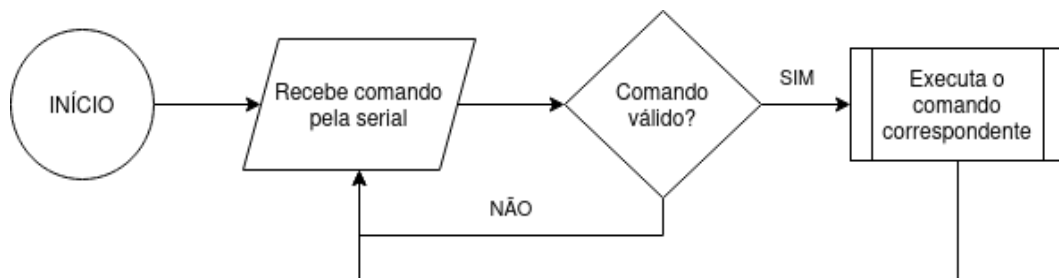 INÍCIO
Recebe comando
pela serial
Comando
válido?
SIM
Executa o
comando
correspondente
NÃO